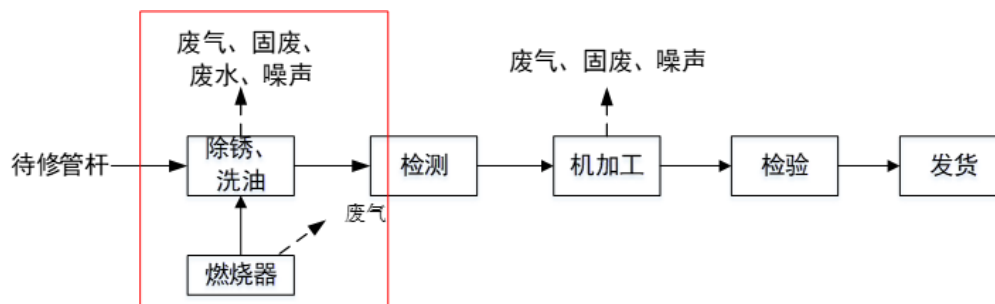 废气、固废、
废水、噪声
废气、固废、噪声
待修管杆
除锈、
洗油
检测
机加工
检验
发货
废气
燃烧器